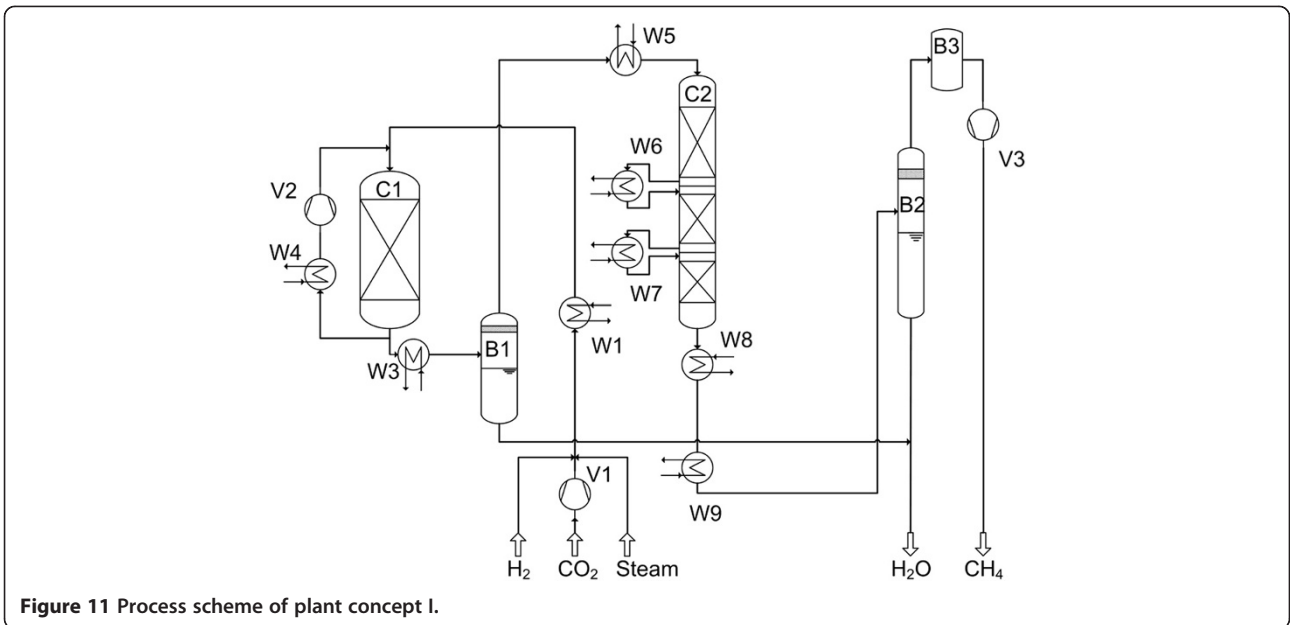 W5
B3
C2
V3
W6
V2
C1
B2
W4
W7
W1
W8
B1
W3
V1
W9
H₂
CO₂
Steam
H₂O
CH₄
Figure 11 Process scheme of plant concept I.